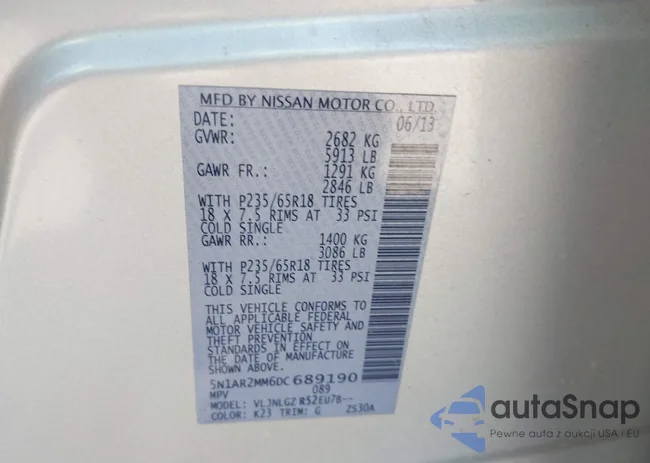 MFD BY NISSAN MOTOR CO., LTD.
DATE: 06/13
GVWR: 2682 KG
5913 LB
GAWR FR.: 1291 KG
2846 LB
WITH P235/65R18 TIRES
18 X 7.5 RIMS AT 33 PSI
COLD SINGLE
GAWR RR.: 1400 KG
3086 LB
WITH P235/65R18 TIRES
18 X 7.5 RIMS AT 33 PSI
COLD SINGLE
THIS VEHICLE CONFORMS TO
ALL APPLICABLE FEDERAL
MOTOR VEHICLE SAFETY AND
THEFT PREVENTION
STANDARDS IN EFFECT ON
THE DATE OF MANUFACTURE
SHOWN ABOVE.
5N1AR2MM6DC689190
MPV 089
MODEL: VLJNLGZ RS2EU7B--
COLOR: K23 TRIM: G ZS30A
autaSnap
Pewne auta z aukcji USA i EU